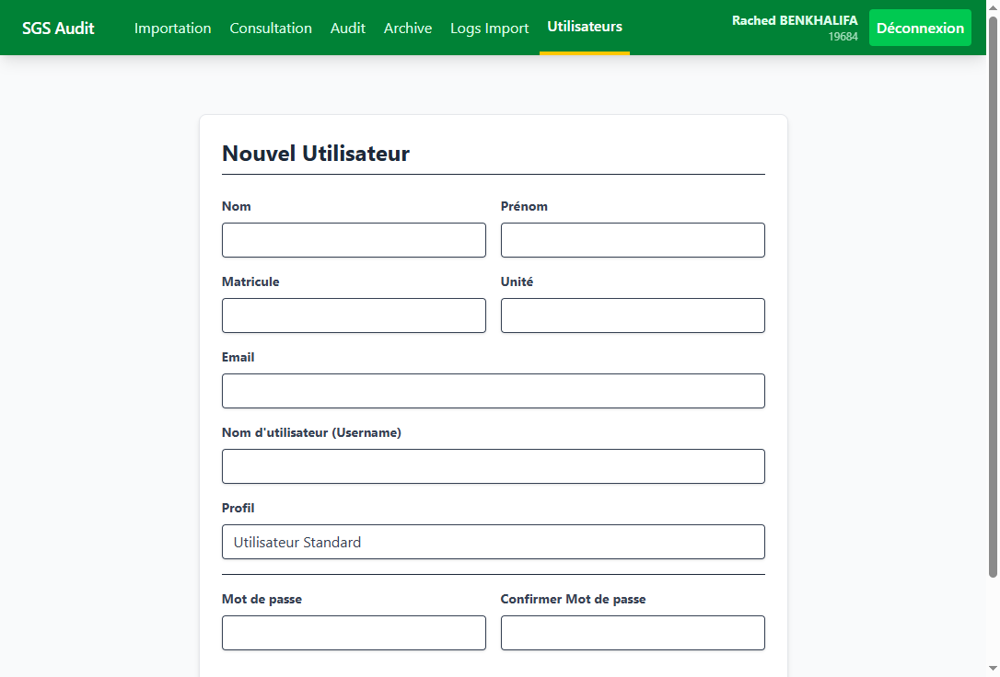 SGS Audit Importation Consultation Audit Archive Logs Import Utilisateurs Rached BENKHALIFA Déconnexion
19684
Nouvel Utilisateur
Nom Prénom
Matricule Unité
Email
Nom d'utilisateur (Username)
Profil
Utilisateur Standard
Mot de passe Confirmer Mot de passe